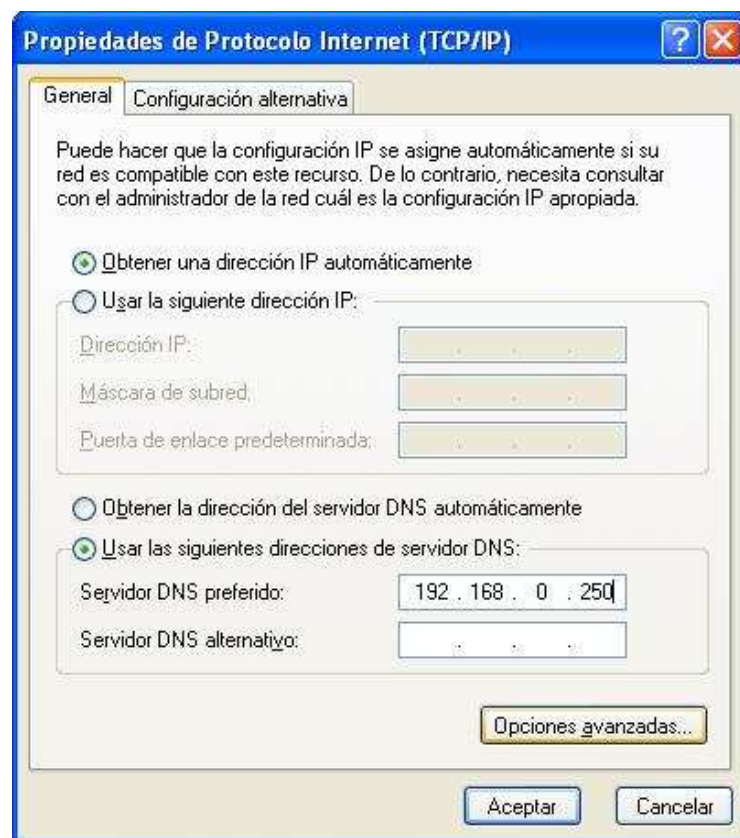 Propiedades de Protocolo Internet (TCP/IP)
General
Configuración alternativa
Puede hacer que la configuración IP se asigne automáticamente si su
red es compatible con este recurso. De lo contrario, necesita consultar
con el administrador de la red cuál es la configuración IP apropiada.
Obtener una dirección IP automáticamente
Usar la siguiente dirección IP:
Dirección IP:
Máscara de subred:
Puerta de enlace predeterminada:
Obtener la dirección del servidor DNS automáticamente
Usar las siguientes direcciones de servidor DNS:
Servidor DNS preferido: 192 . 168 . 0 . 250
Servidor DNS alternativo:
Opciones avanzadas...
Aceptar
Cancelar